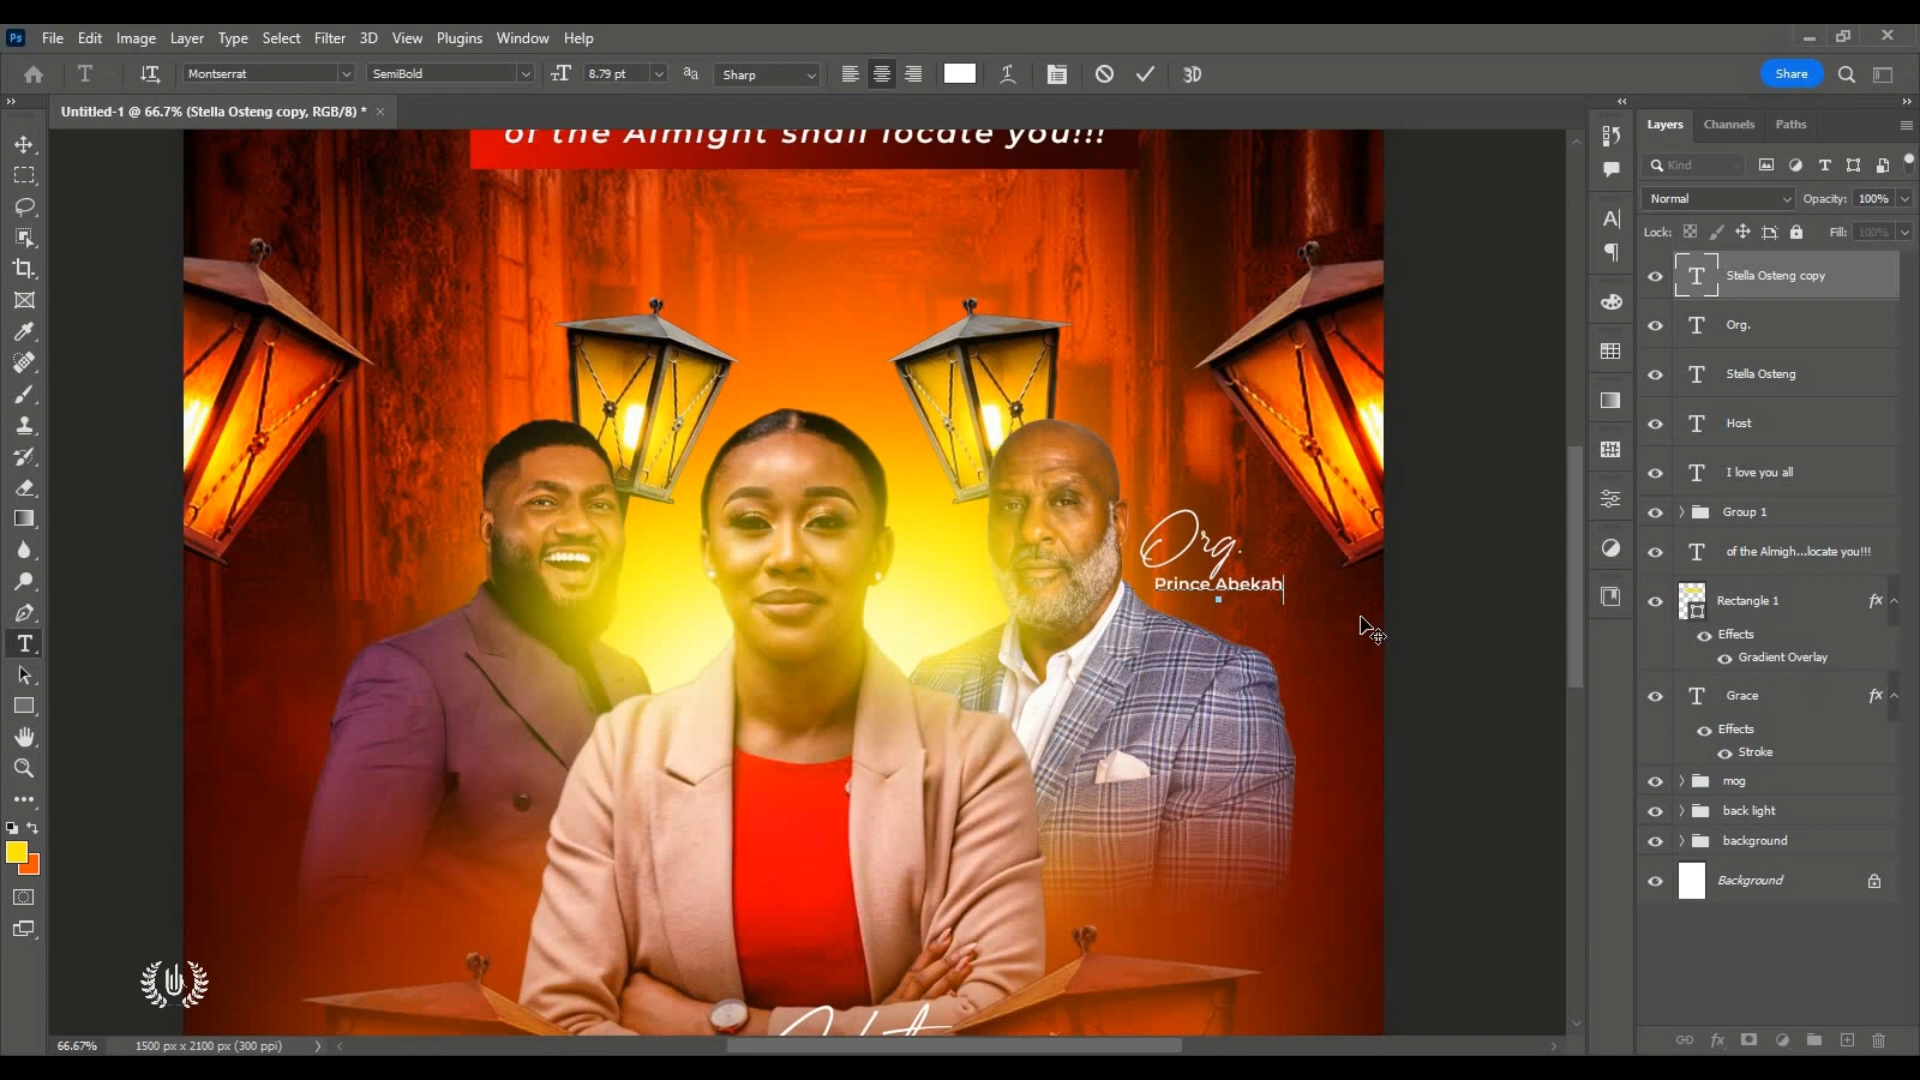 Ps File Edit Image Layer Type Select Filter 3D View Plugins Window Help
Montserrat SemiBold 8.79 pt Sharp 3D Share
Untitled-1 @ 66.7% (Stella Osteng copy, RGB/8) *
Layers Channels Paths
Kind
Normal Opacity: 100%
Lock: Fill: 100%
Stella Osteng copy
Org.
Stella Osteng
Host
I love you all
Group 1
of the Almigh...locate you!!!
Rectangle 1 fx
Effects
Gradient Overlay
Grace fx
Effects
Stroke
mog
back light
background
Background
of the Almight shall locate you!!!
Org.
Prince Abekah
66.67% 1500 px x 2100 px (300 ppi)